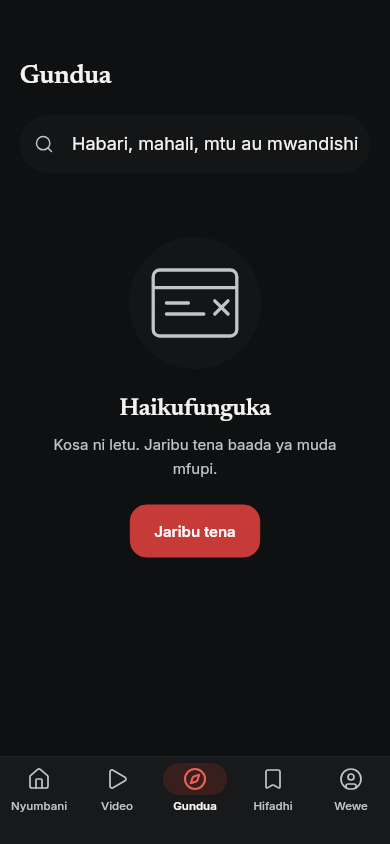 Gundua
Habari, mahali, mtu au mwandishi
Haikufunguka
Kosa ni letu. Jaribu tena baada ya muda
mfupi.
Jaribu tena
Nyumbani
Video
Gundua
Hifadhi
Wewe